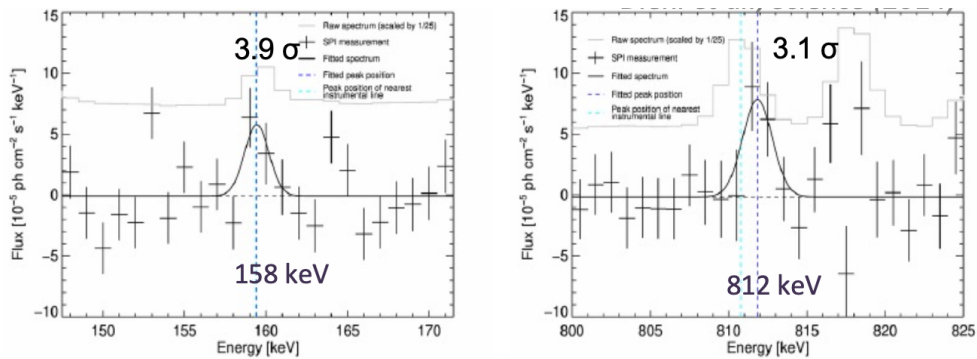 Science (2014)
3.9 σ
Raw spectrum (scaled by 1/25)
SPI measurement
Fitted spectrum
Fitted peak position
Peak position of nearest
instrumental line
158 keV
Flux [10⁻⁵ ph cm⁻² s⁻¹ keV⁻¹]
15
10
5
0
−5
−10
150
155
160
165
170
Energy [keV]
3.1 σ
Raw spectrum (scaled by 1/25)
SPI measurement
Fitted spectrum
Fitted peak position
Peak position of nearest
instrumental line
812 keV
Flux [10⁻⁵ ph cm⁻² s⁻¹ keV⁻¹]
15
10
5
0
−5
−10
800
805
810
815
820
825
Energy [keV]